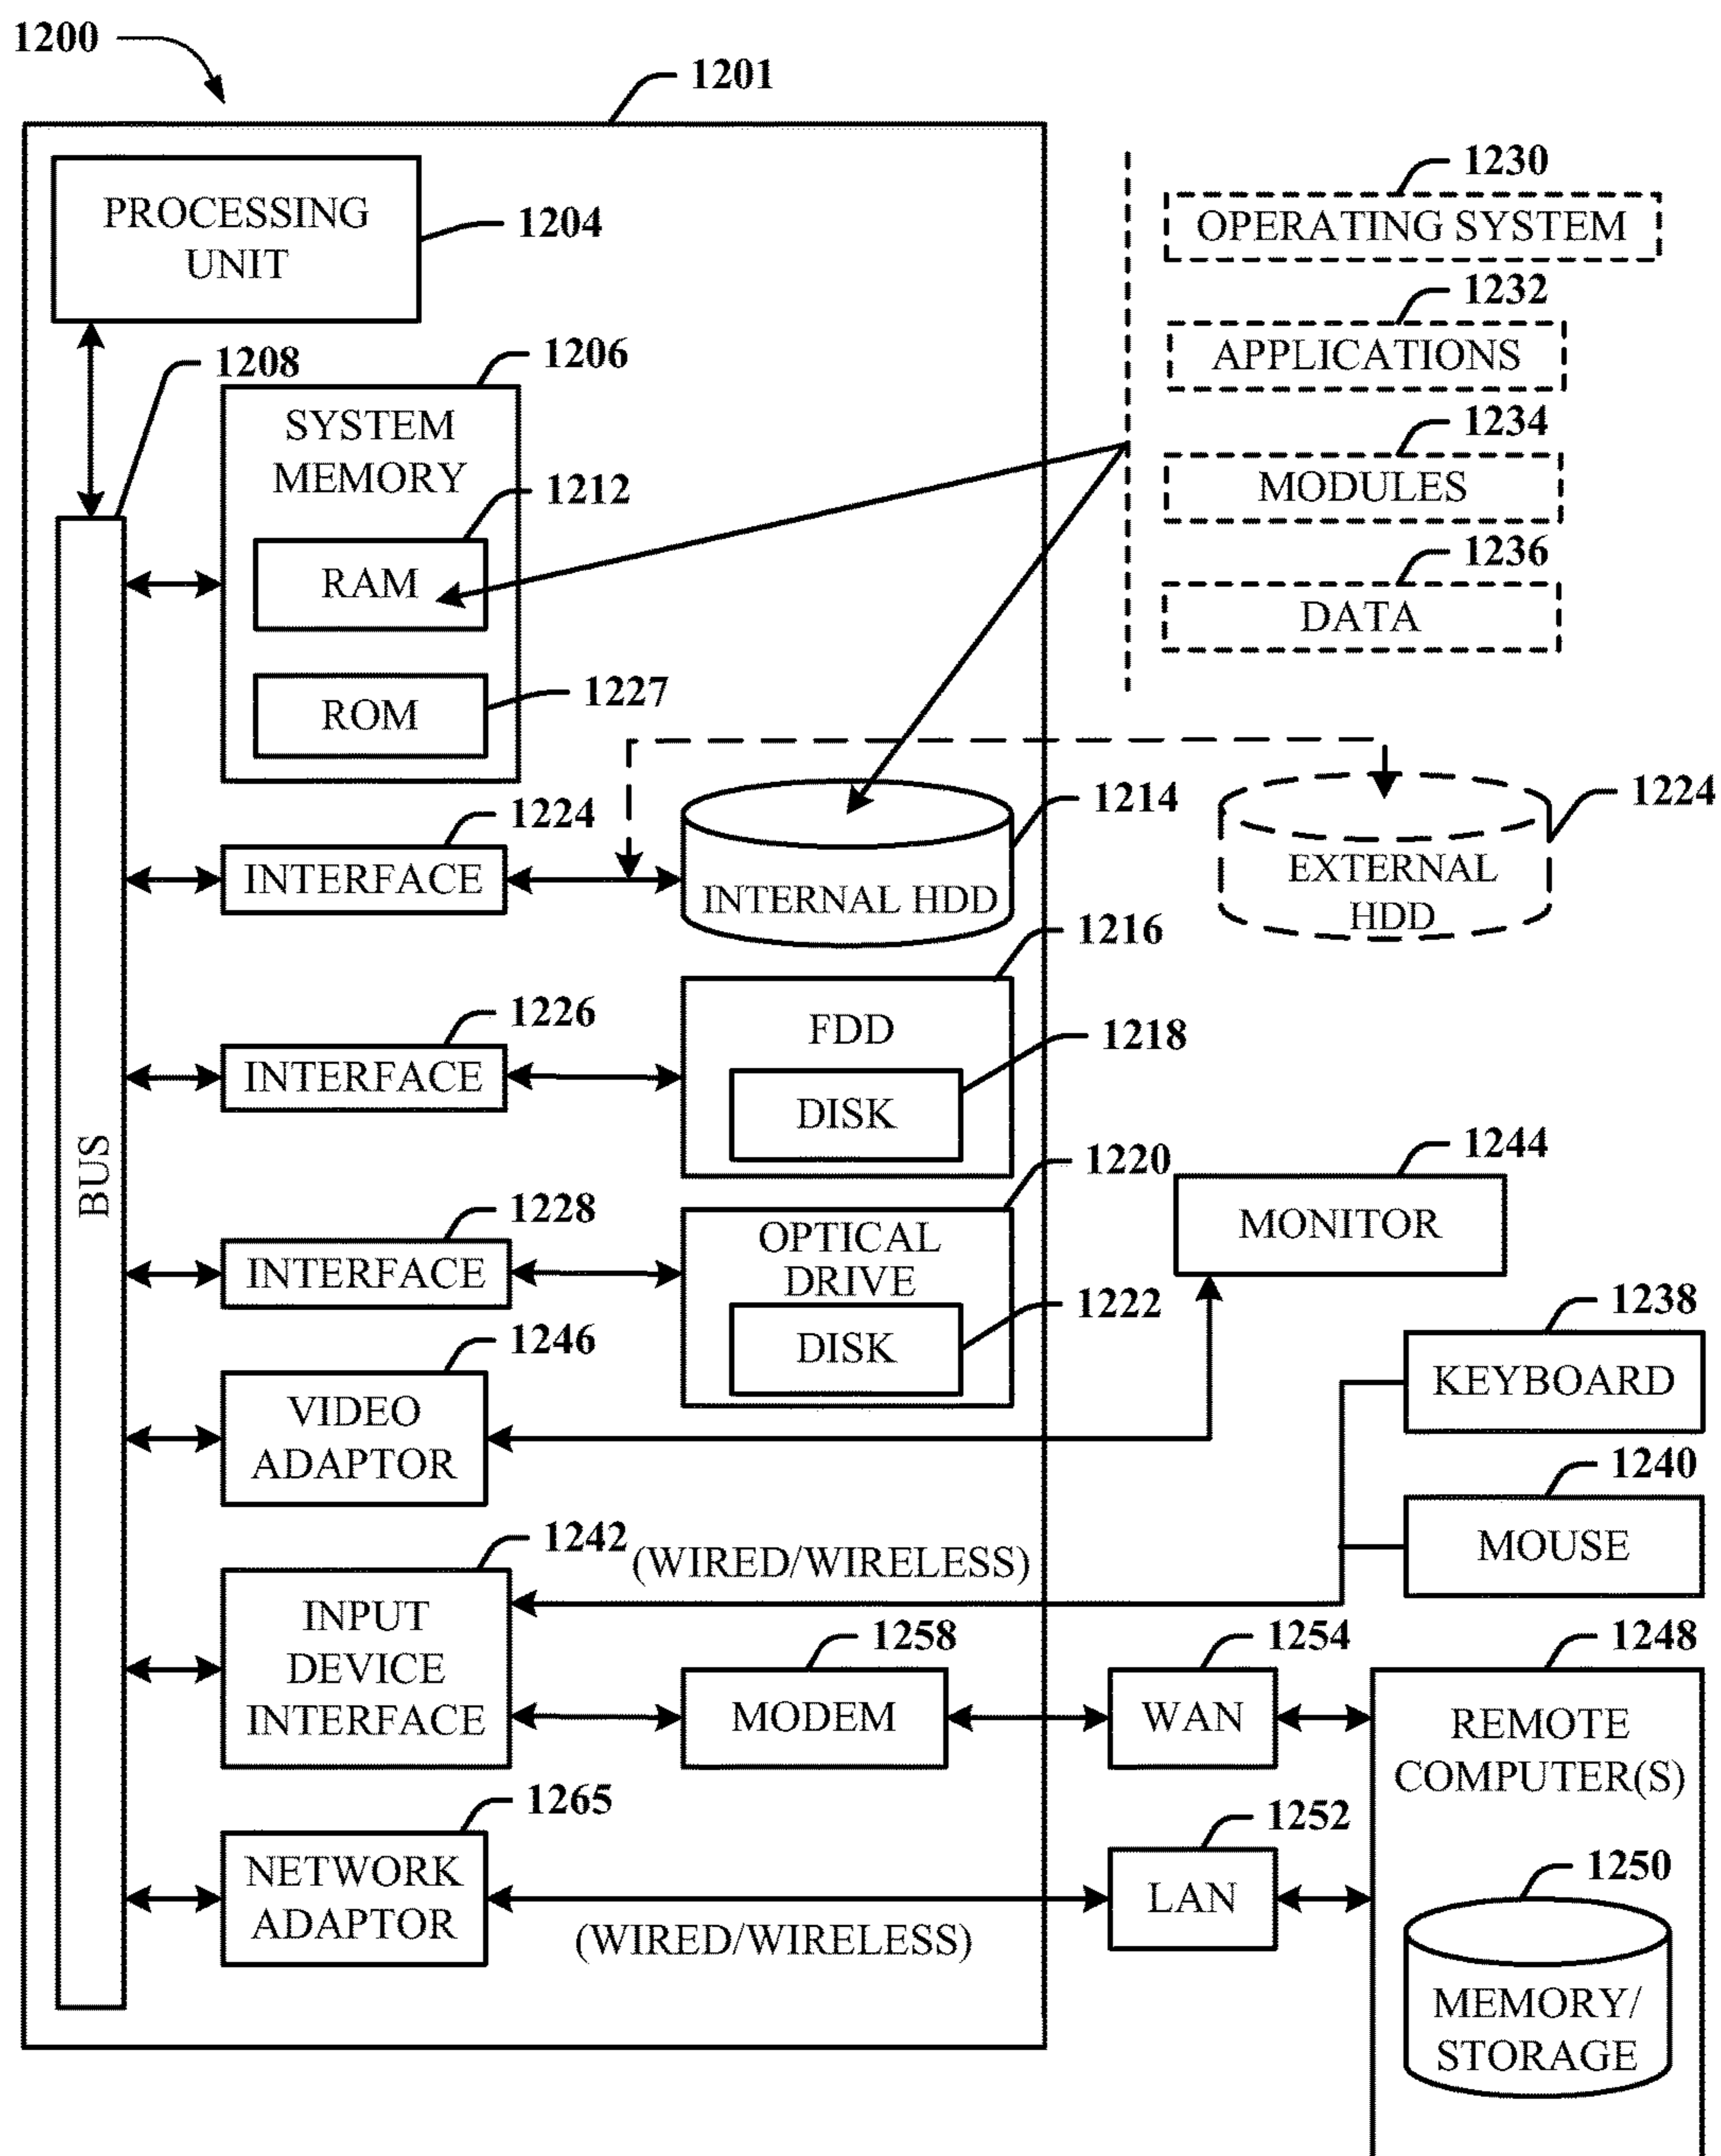 1200
1201
PROCESSING
UNIT
1204
1230
OPERATING SYSTEM
1232
APPLICATIONS
1234
MODULES
1236
DATA
1208
1206
SYSTEM
MEMORY
1212
RAM
1227
ROM
1224
INTERFACE
1214
INTERNAL HDD
1224
EXTERNAL
HDD
1226
INTERFACE
1216
FDD
1218
DISK
BUS
1228
INTERFACE
1220
OPTICAL
DRIVE
1222
DISK
1244
MONITOR
1246
VIDEO
ADAPTOR
1238
KEYBOARD
1240
MOUSE
1242
(WIRED/WIRELESS)
INPUT
DEVICE
INTERFACE
1258
MODEM
1254
WAN
1248
REMOTE
COMPUTER(S)
1265
NETWORK
ADAPTOR
(WIRED/WIRELESS)
1252
LAN
1250
MEMORY/
STORAGE